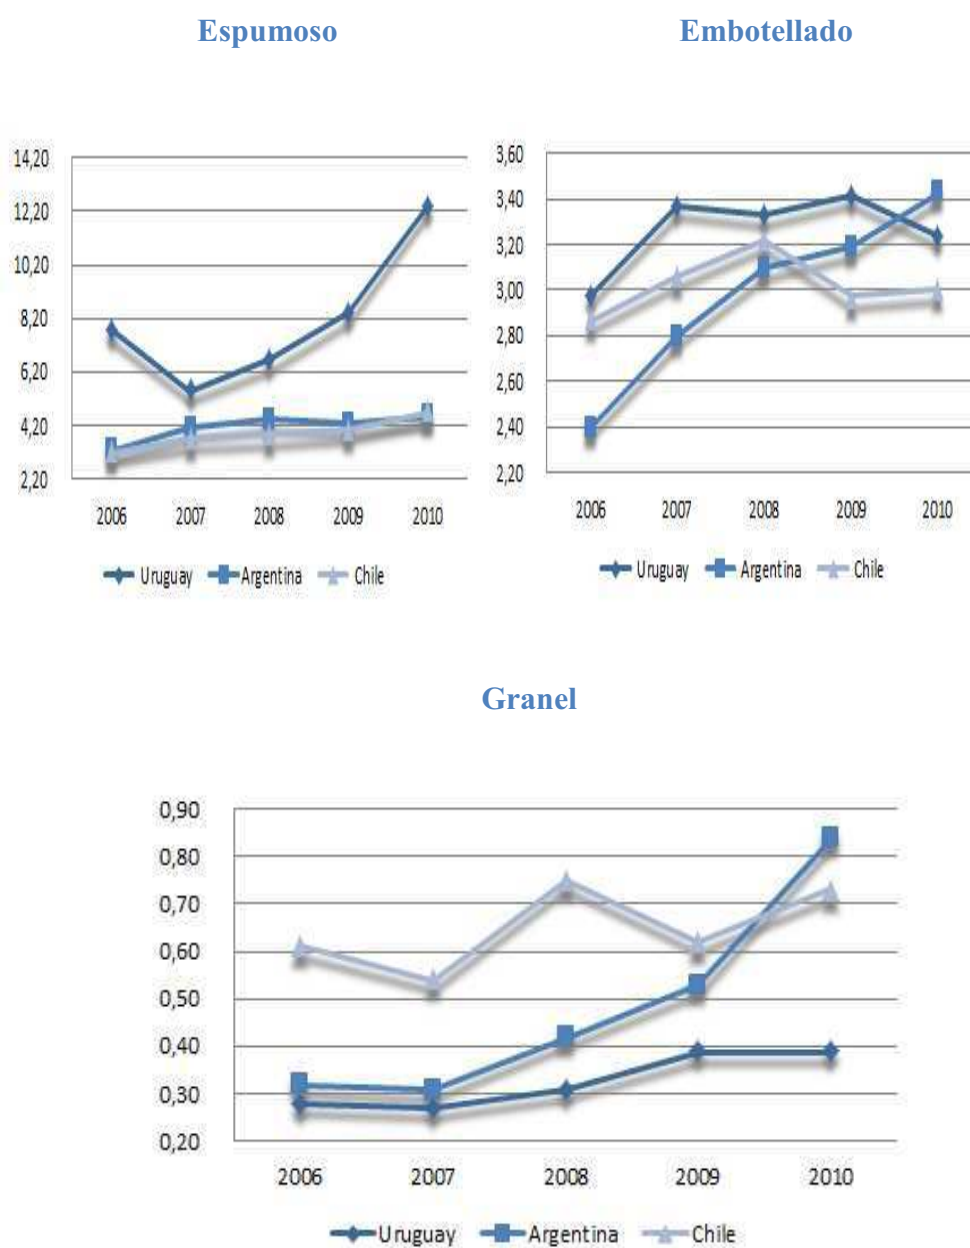 Espumoso
14,20
12,20
10,20
8,20
6,20
4,20
2,20
2006 2007 2008 2009 2010
Uruguay Argentina Chile
Embotellado
3,60
3,40
3,20
3,00
2,80
2,60
2,40
2,20
2006 2007 2008 2009 2010
Uruguay Argentina Chile
Granel
0,90
0,80
0,70
0,60
0,50
0,40
0,30
0,20
2006 2007 2008 2009 2010
Uruguay Argentina Chile